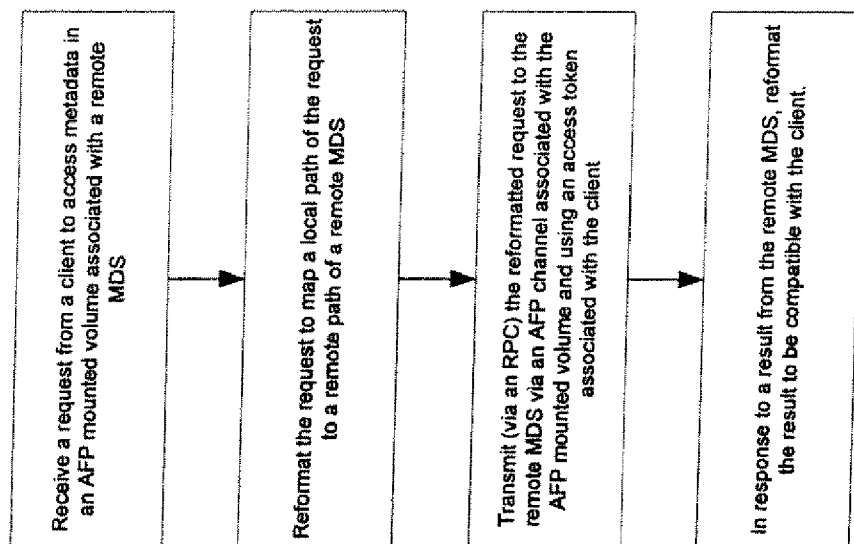 Receive a request from a client to access metadata in
an AFP mounted volume associated with a remote
MDS
Reformat the request to map a local path of the request
to a remote path of a remote MDS
Transmit (via an RPC) the reformatted request to the
remote MDS via an AFP channel associated with the
AFP mounted volume and using an access token
associated with the client
In response to a result from the remote MDS, reformat
the result to be compatible with the client.